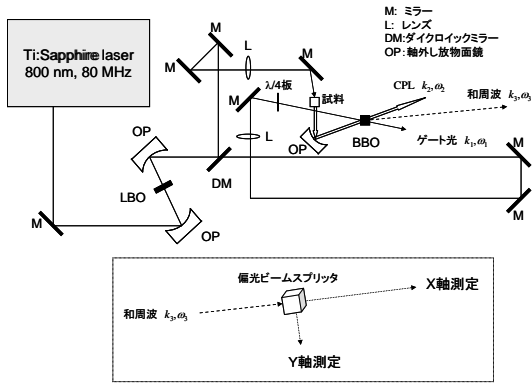 M: ミラー
L: レンズ
DM:ダイクロイックミラー
OP:軸外し放物面鏡
Ti:Sapphire laser
800 nm, 80 MHz
M
M
L
M
M
λ/4板
試料
CPL k₂,ω₂
和周波 k₃,ω₃
OP
BBO
ゲート光 k₁,ω₁
L
OP
DM
LBO
M
OP
M
M
偏光ビームスプリッタ
和周波 k₃,ω₃
X軸測定
Y軸測定